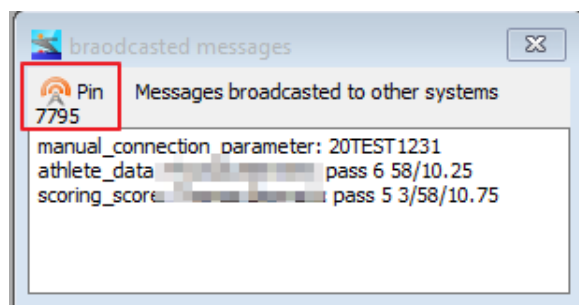 braodcasted messages
Pin Messages broadcasted to other systems
7795
manual_connection_parameter: 20TEST1231
athlete_data pass 6 58/10.25
scoring_score pass 5 3/58/10.75